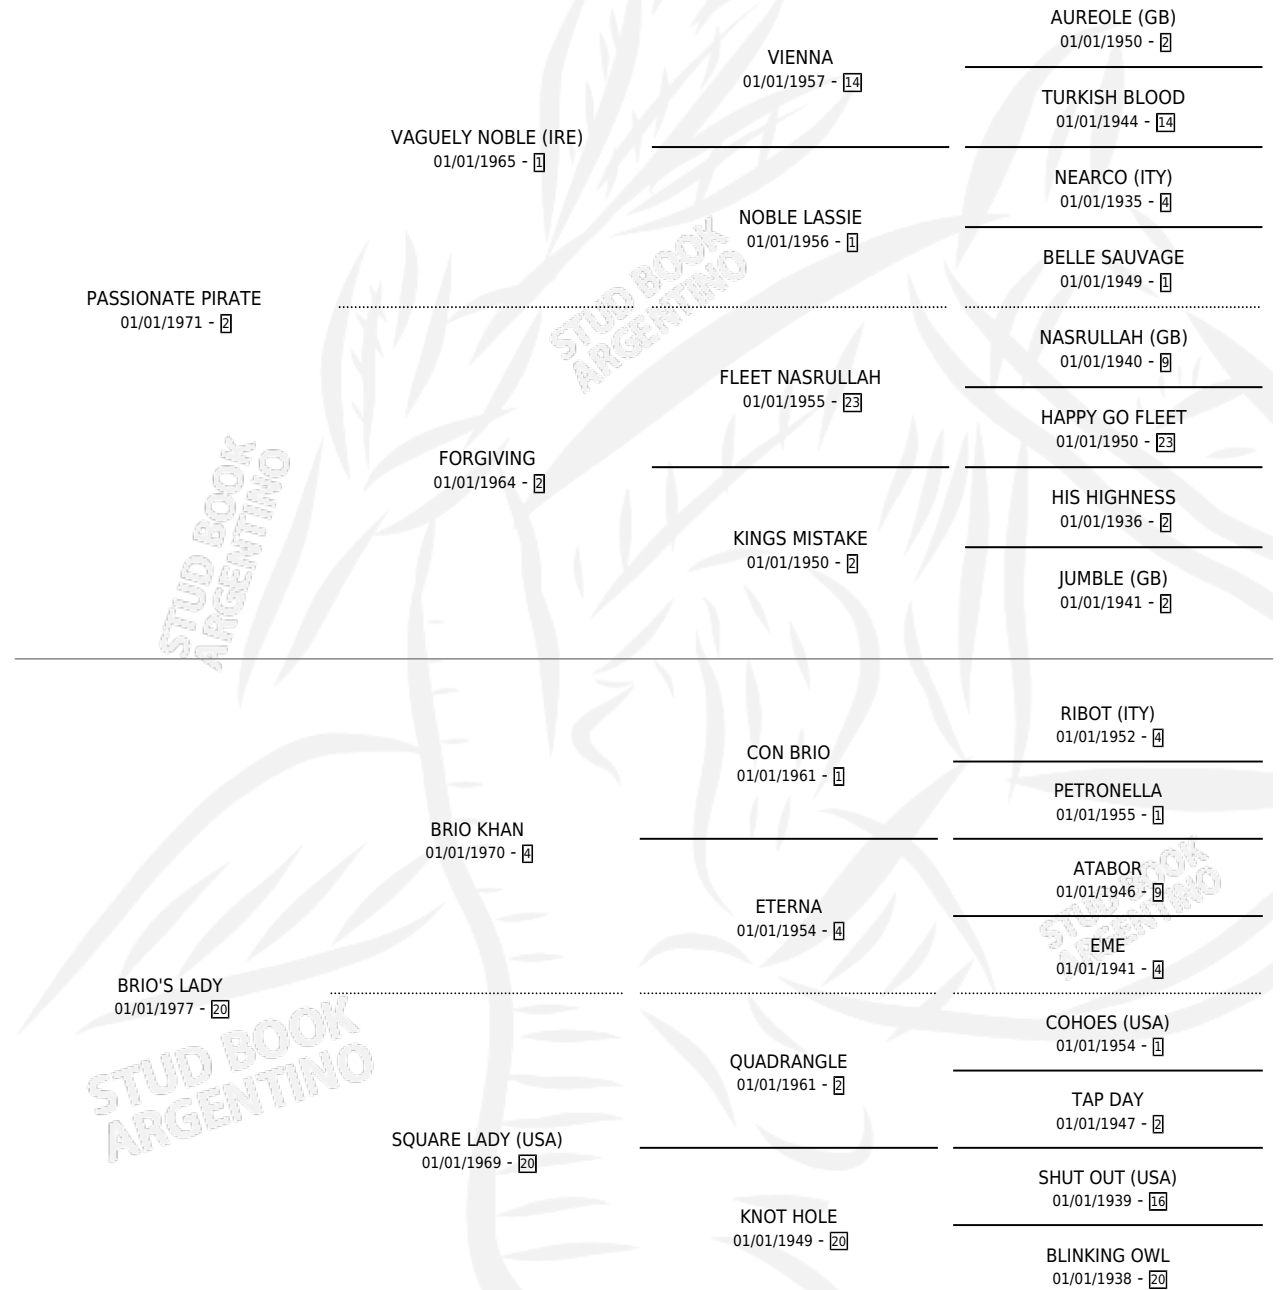 AUREOLE (GB)
01/01/1950 - 2
VIENNA
01/01/1957 - 14
TURKISH BLOOD
01/01/1944 - 14
VAGUELY NOBLE (IRE)
01/01/1965 - 1
NEARCO (ITY)
01/01/1935 - 4
NOBLE LASSIE
01/01/1956 - 1
BELLE SAUVAGE
01/01/1949 - 1
PASSIONATE PIRATE
01/01/1971 - 2
NASRULLAH (GB)
01/01/1940 - 9
FLEET NASRULLAH
01/01/1955 - 23
HAPPY GO FLEET
01/01/1950 - 23
FORGIVING
01/01/1964 - 2
HIS HIGHNESS
01/01/1936 - 2
KINGS MISTAKE
01/01/1950 - 2
JUMBLE (GB)
01/01/1941 - 2
RIBOT (ITY)
01/01/1952 - 4
CON BRIO
01/01/1961 - 1
PETRONELLA
01/01/1955 - 1
BRIO KHAN
01/01/1970 - 4
ATABOR
01/01/1946 - 9
ETERNA
01/01/1954 - 4
EME
01/01/1941 - 4
BRIO'S LADY
01/01/1977 - 20
COHOES (USA)
01/01/1954 - 1
QUADRANGLE
01/01/1961 - 2
TAP DAY
01/01/1947 - 2
SQUARE LADY (USA)
01/01/1969 - 20
SHUT OUT (USA)
01/01/1939 - 16
KNOT HOLE
01/01/1949 - 20
BLINKING OWL
01/01/1938 - 20
STUD BOOK
ARGENTINO
STUD BOOK
ARGENTINO
STUD BOOK
ARGENTINO
STUD BOOK
ARGENTINO